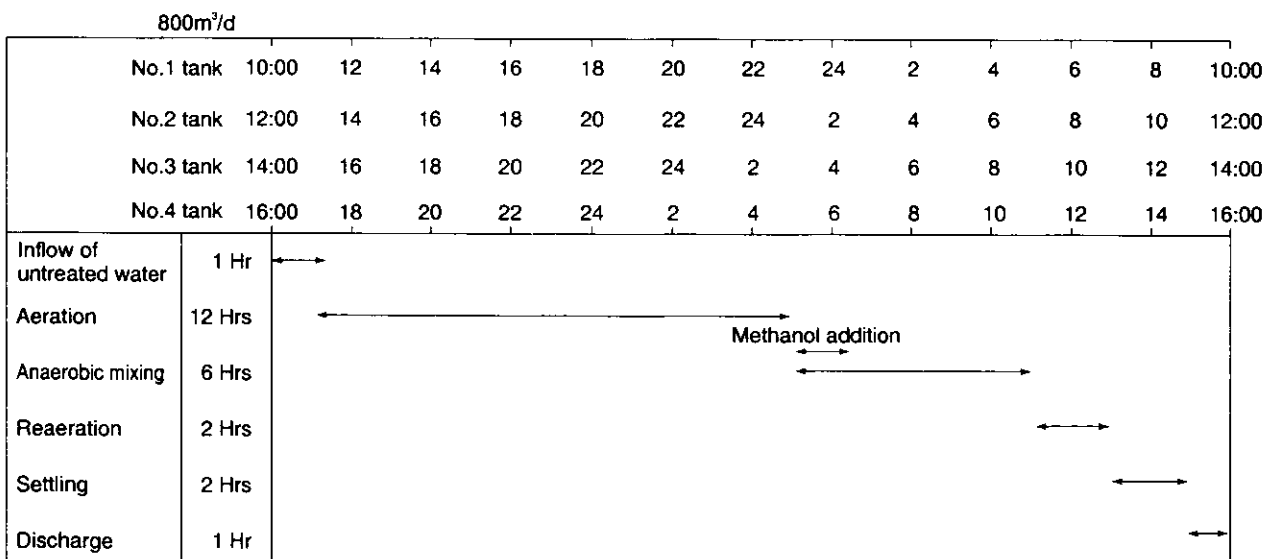 800m³/d
No.1 tank 10:00 12 14 16 18 20 22 24 2 4 6 8 10:00
No.2 tank 12:00 14 16 18 20 22 24 2 4 6 8 10 12:00
No.3 tank 14:00 16 18 20 22 24 2 4 6 8 10 12 14:00
No.4 tank 16:00 18 20 22 24 2 4 6 8 10 12 14 16:00
Inflow of
untreated water 1 Hr
Aeration 12 Hrs
Methanol addition
Anaerobic mixing 6 Hrs
Reaeration 2 Hrs
Settling 2 Hrs
Discharge 1 Hr